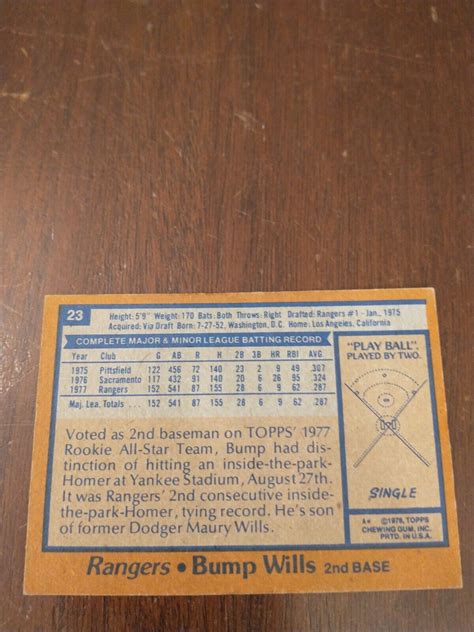 23
Height: 5'9" Weight: 170 Bats: Both Throws: Right Drafted: Rangers #1 - Jan., 1975
Acquired: Via Draft Born: 7-27-52, Washington, D.C. Home: Los Angeles, California
COMPLETE MAJOR & MINOR LEAGUE BATTING RECORD
Year Club G AB R H 2B 3B HR RBI AVG.
1975 Pittsfield 122 456 72 140 23 2 9 49 .307
1976 Sacramento 117 432 91 140 20 6 26 95 .324
1977 Rangers 152 541 87 155 28 6 9 62 .287
Maj. Lea. Totals . . . 152 541 87 155 28 6 9 62 .287
Voted as 2nd baseman on TOPPS' 1977
Rookie All-Star Team, Bump had dis-
tinction of hitting an inside-the-park-
Homer at Yankee Stadium, August 27th.
It was Rangers' 2nd consecutive inside-
the-park-Homer, tying record. He's son
of former Dodger Maury Wills.
"PLAY BALL".
PLAYED BY TWO.
SINGLE
A* ©1978, TOPPS
CHEWING GUM, INC.
PRTD. IN U.S.A.
Rangers • Bump Wills 2nd BASE